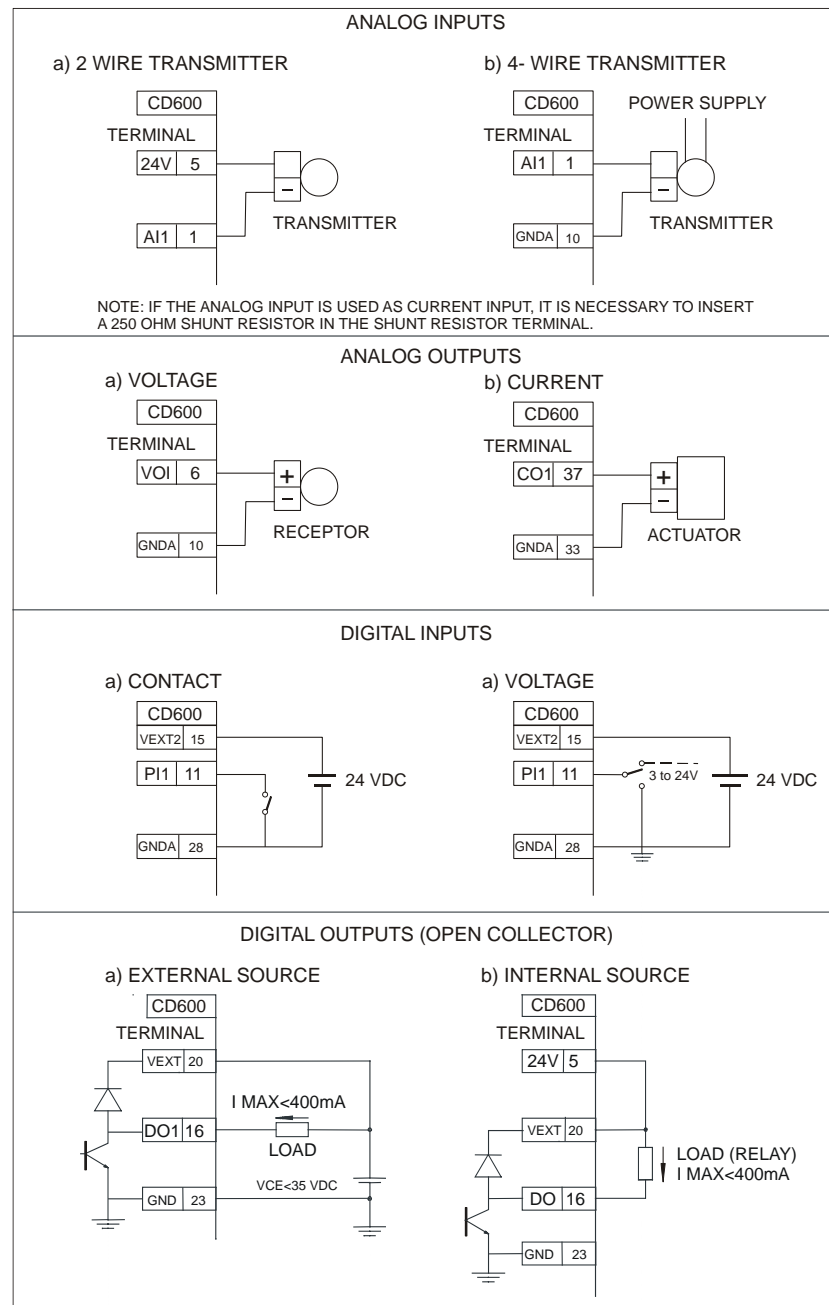 ANALOG INPUTS
a) 2 WIRE TRANSMITTER
CD600
TERMINAL
24V 5
−
TRANSMITTER
AI1 1
b) 4- WIRE TRANSMITTER
CD600
POWER SUPPLY
TERMINAL
AI1 1
−
TRANSMITTER
GNDA 10
NOTE: IF THE ANALOG INPUT IS USED AS CURRENT INPUT, IT IS NECESSARY TO INSERT
A 250 OHM SHUNT RESISTOR IN THE SHUNT RESISTOR TERMINAL.
ANALOG OUTPUTS
a) VOLTAGE
CD600
TERMINAL
VOI 6
+
−
RECEPTOR
GNDA 10
b) CURRENT
CD600
TERMINAL
CO1 37
+
−
ACTUATOR
GNDA 33
DIGITAL INPUTS
a) CONTACT
CD600
VEXT2 15
PI1 11
24 VDC
GNDA 28
a) VOLTAGE
CD600
VEXT2 15
PI1 11
3 to 24V
24 VDC
GNDA 28
DIGITAL OUTPUTS (OPEN COLLECTOR)
a) EXTERNAL SOURCE
CD600
TERMINAL
VEXT 20
I MAX<400mA
DO1 16
LOAD
VCE<35 VDC
GND 23
b) INTERNAL SOURCE
CD600
TERMINAL
24V 5
VEXT 20
LOAD (RELAY)
I MAX<400mA
DO 16
GND 23